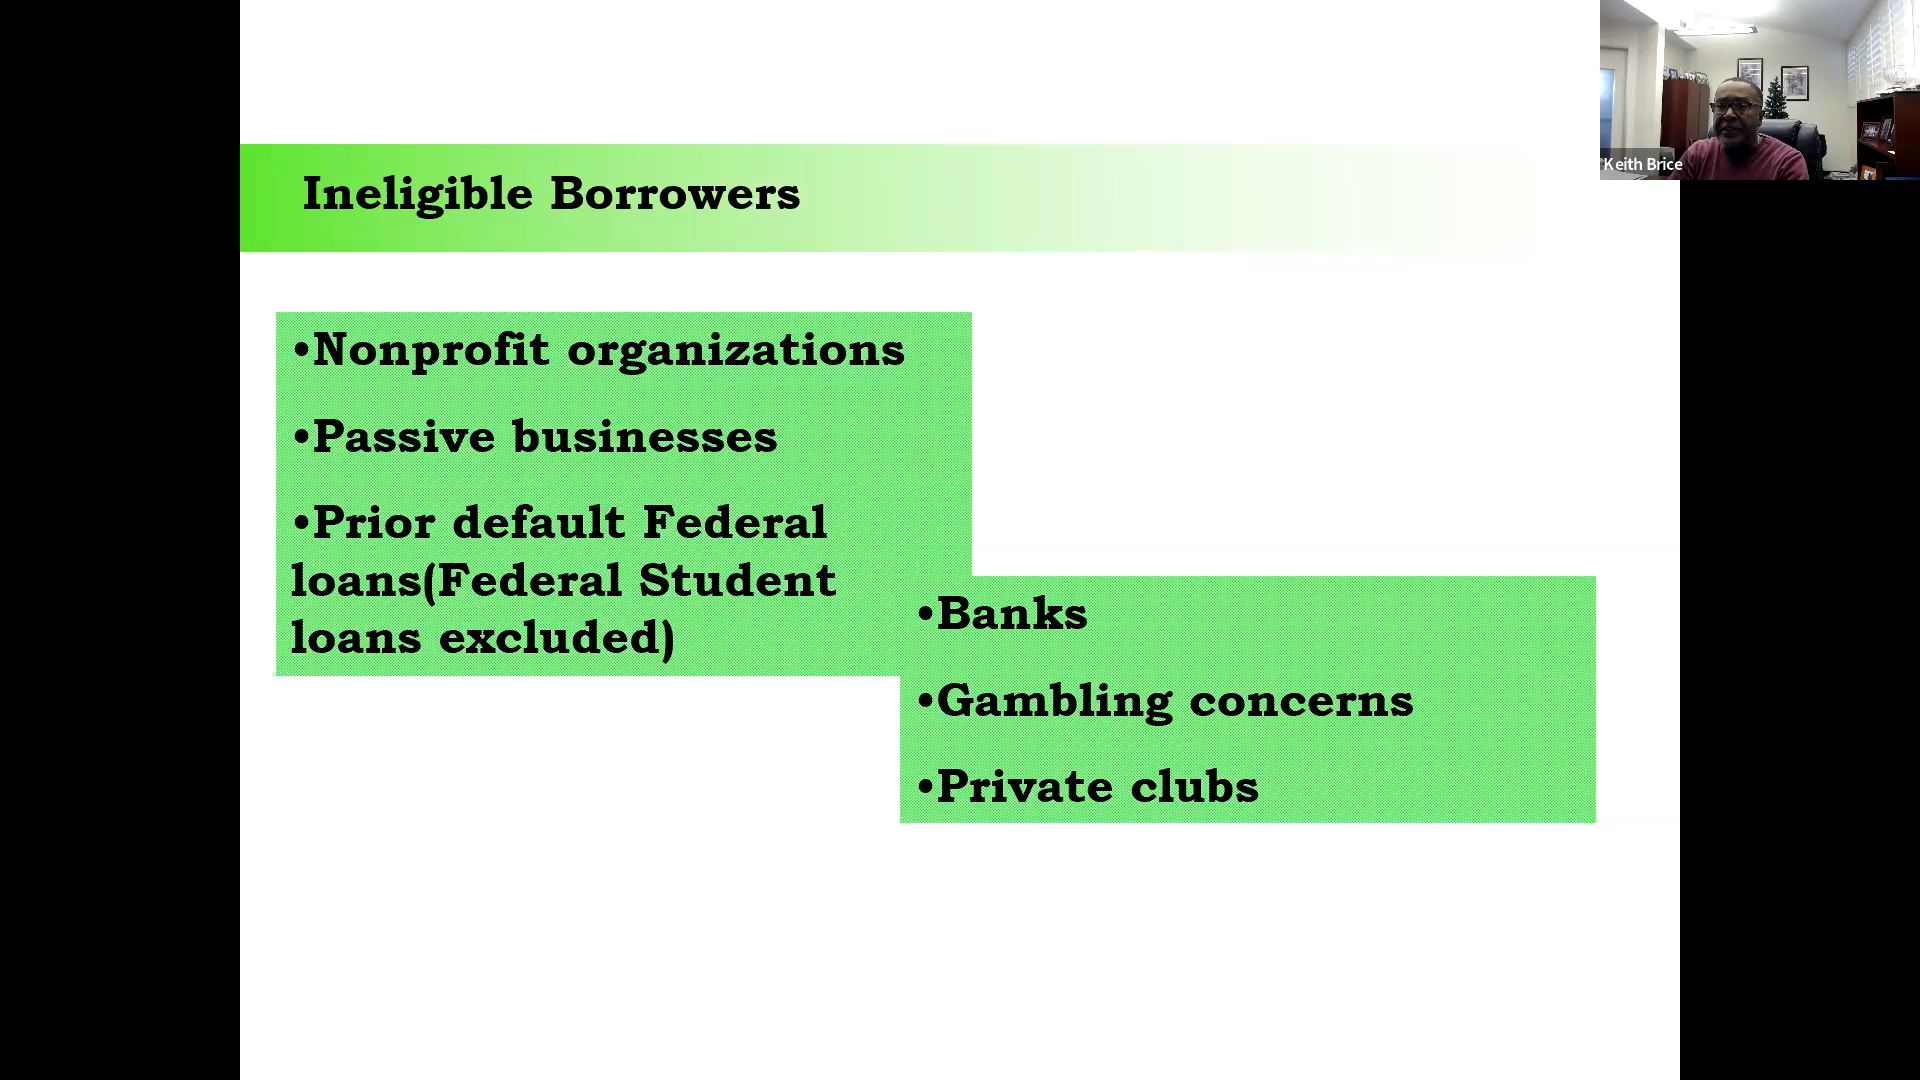 Keith Brice
Ineligible Borrowers
•Nonprofit organizations
•Passive businesses
•Prior default Federal
loans(Federal Student
loans excluded)
•Banks
•Gambling concerns
•Private clubs